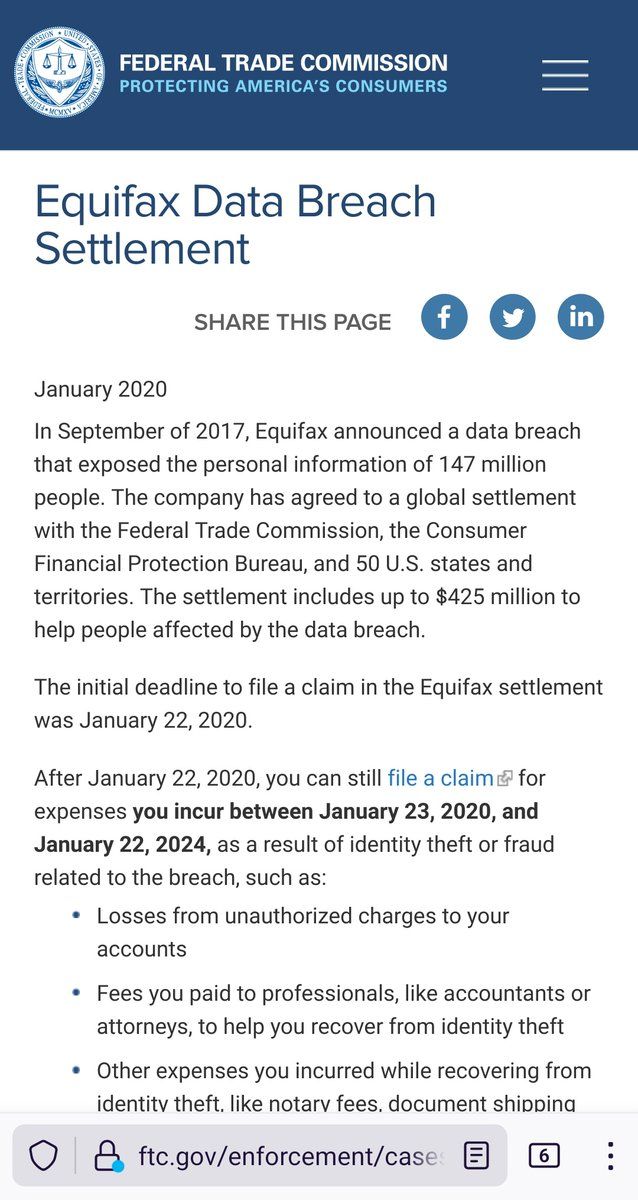 FEDERAL TRADE COMMISSION
PROTECTING AMERICA'S CONSUMERS
Equifax Data Breach
Settlement
SHARE THIS PAGE
January 2020
In September of 2017, Equifax announced a data breach
that exposed the personal information of 147 million
people. The company has agreed to a global settlement
with the Federal Trade Commission, the Consumer
Financial Protection Bureau, and 50 U.S. states and
territories. The settlement includes up to $425 million to
help people affected by the data breach.
The initial deadline to file a claim in the Equifax settlement
was January 22, 2020.
After January 22, 2020, you can still file a claim for
expenses you incur between January 23, 2020, and
January 22, 2024, as a result of identity theft or fraud
related to the breach, such as:
Losses from unauthorized charges to your
accounts
Fees you paid to professionals, like accountants or
attorneys, to help you recover from identity theft
Other expenses you incurred while recovering from
identity theft, like notary fees, document shipping
ftc.gov/enforcement/case
6